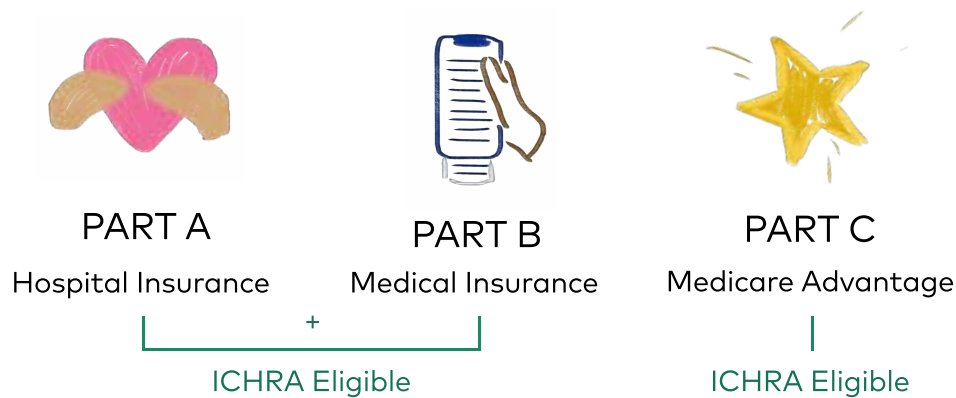 PART A
Hospital Insurance
PART B
Medical Insurance
+
ICHRA Eligible
PART C
Medicare Advantage
ICHRA Eligible